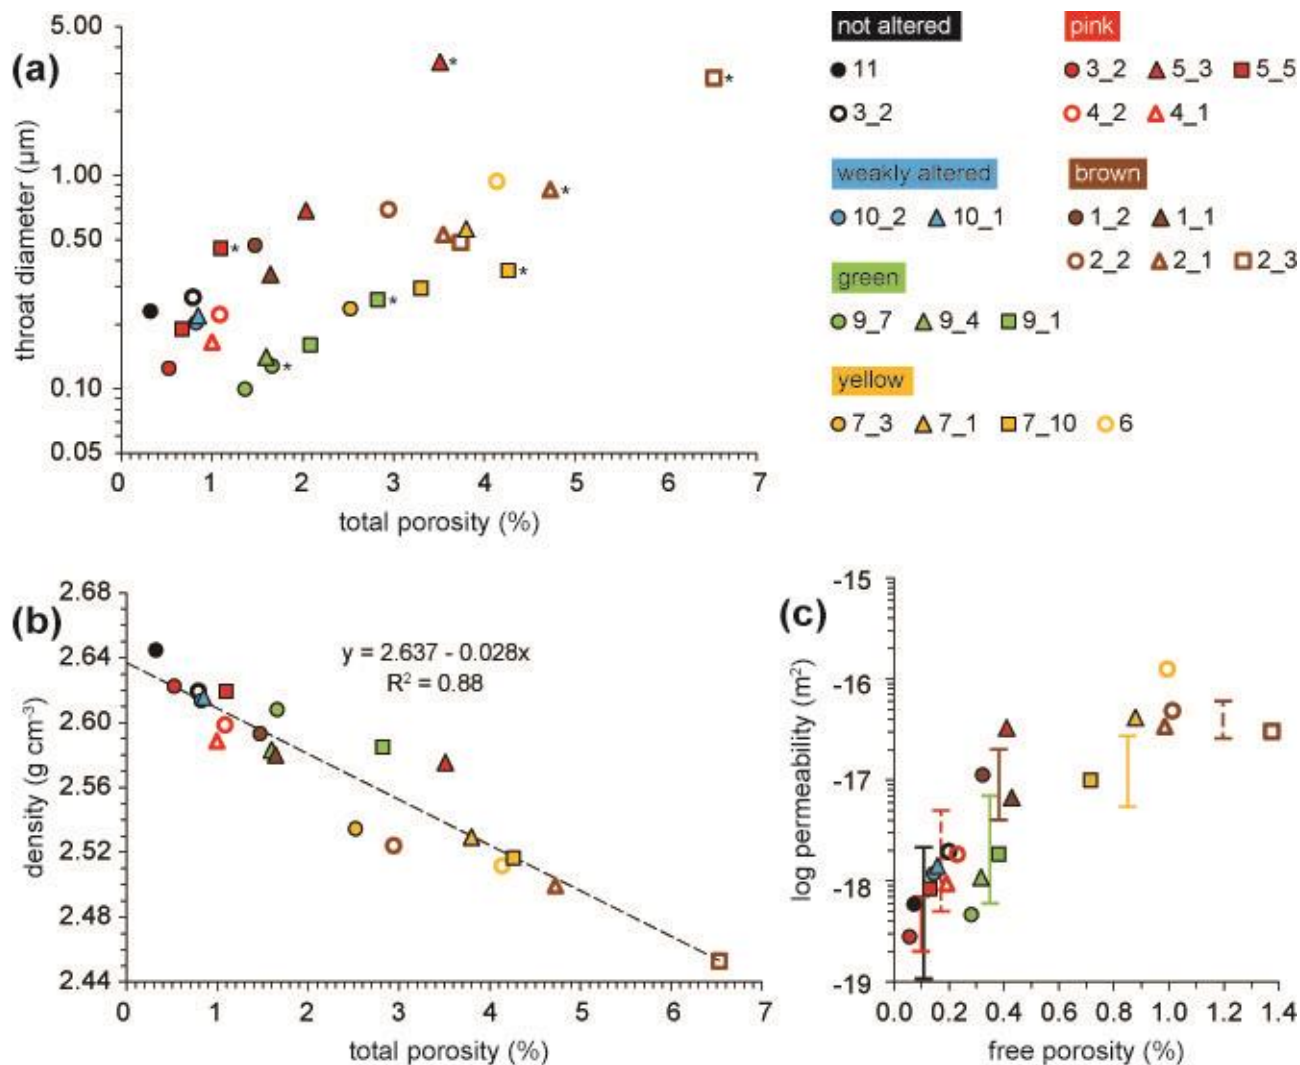 (a)
throat diameter (µm)
5.00
1.00
0.50
0.10
0.05
* *
*
*
*
*
*
0 1 2 3 4 5 6 7
total porosity (%)
not altered
11
3_2
weakly altered
10_2 10_1
green
9_7 9_4 9_1
yellow
7_3 7_1 7_10 6
pink
3_2 5_3 5_5
4_2 4_1
brown
1_2 1_1
2_2 2_1 2_3
(b)
density (g cm-3)
2.68
2.64
2.60
2.56
2.52
2.48
2.44
y = 2.637 - 0.028x
R2 = 0.88
0 1 2 3 4 5 6 7
total porosity (%)
(c)
log permeability (m2)
-15
-16
-17
-18
-19
0.0 0.2 0.4 0.6 0.8 1.0 1.2 1.4
free porosity (%)